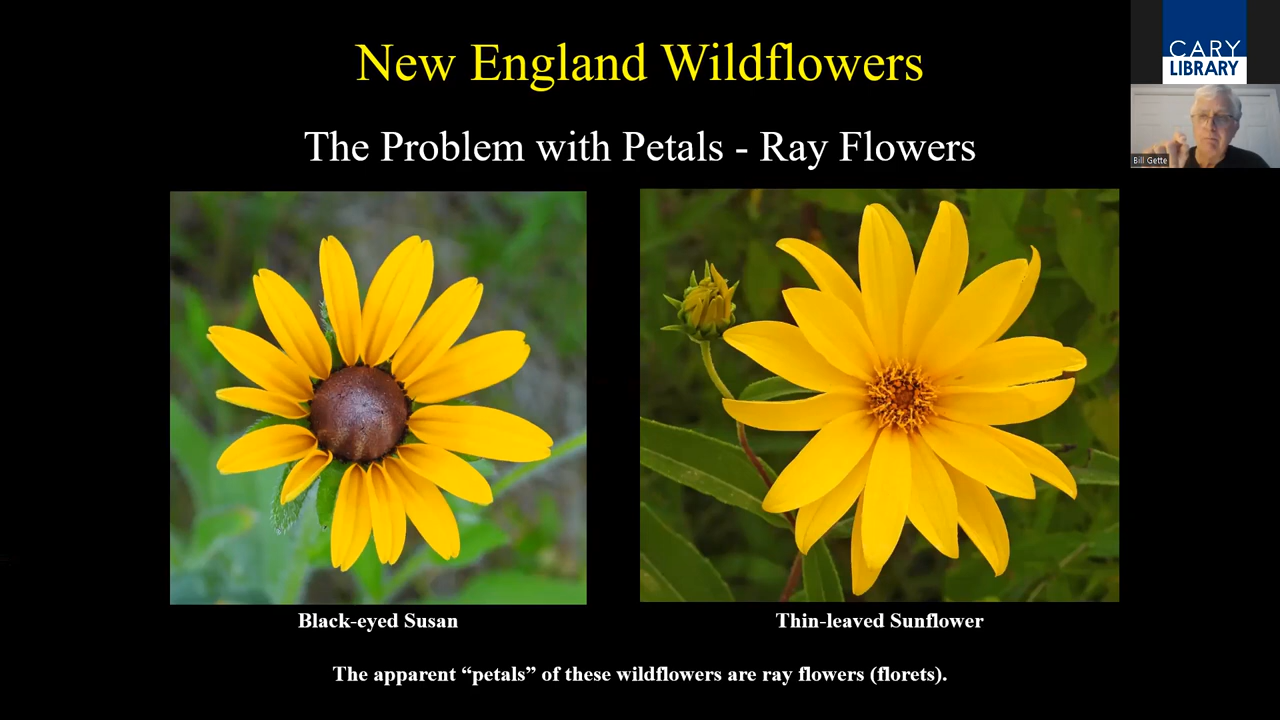 New England Wildflowers
CARY
LIBRARY
The Problem with Petals - Ray Flowers
Bill Gette
Black-eyed Susan
Thin-leaved Sunflower
The apparent “petals” of these wildflowers are ray flowers (florets).